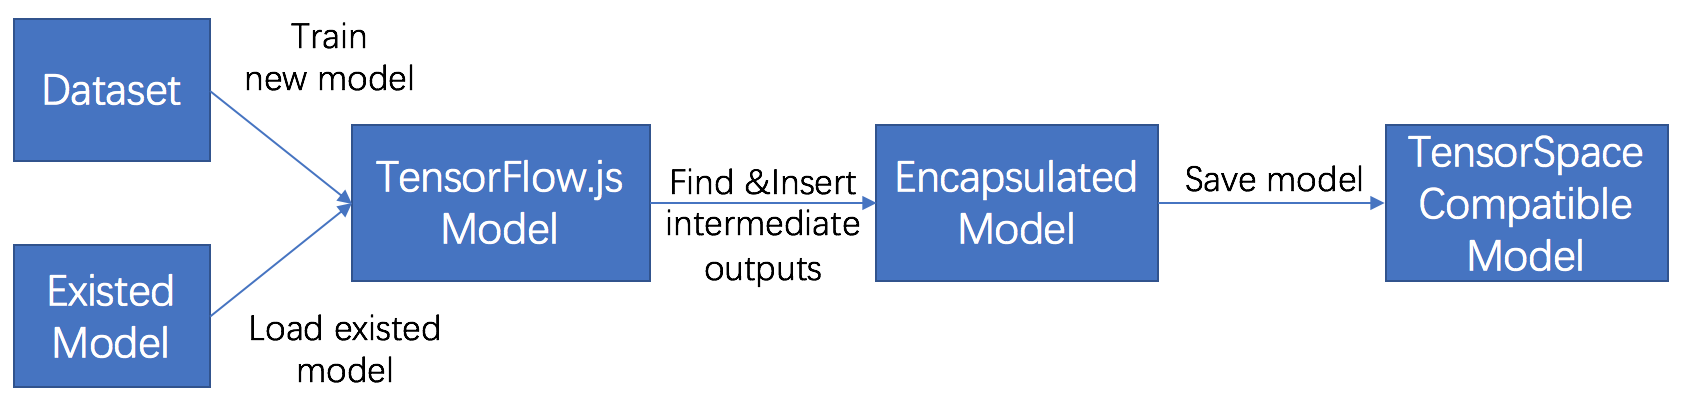 Dataset
Train
new model
Existed
Model
Load existed
model
TensorFlow.js
Model
Find &Insert
intermediate
outputs
Encapsulated
Model
Save model
TensorSpace
Compatible
Model